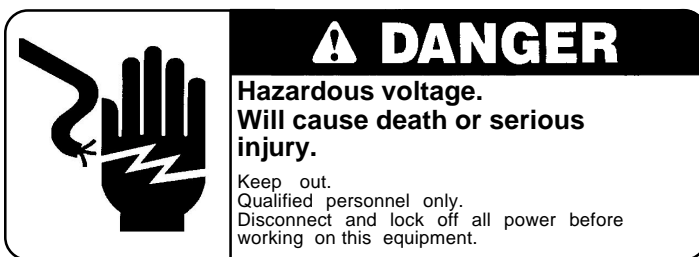 DANGER
Hazardous voltage.
Will cause death or serious
injury.
Keep out.
Qualified personnel only.
Disconnect and lock off all power before
working on this equipment.